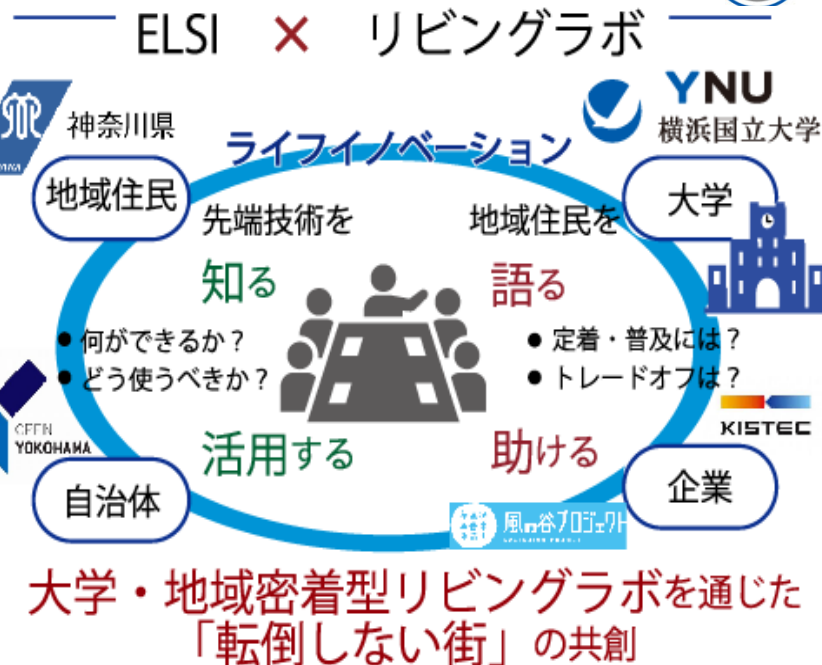 ELSI × リビングラボ
神奈川県
YNU
横浜国立大学
ライフイノベーション
地域住民
大学
先端技術を
知る
地域住民を
語る
● 何ができるか？
● どう使うべきか？
● 定着・普及には？
● トレードオフは？
YOKOHAMA
KISTEC
活用する
助ける
自治体
企業
風の谷プロジェクト
大学・地域密着型リビングラボを通じた
「転倒しない街」の共創